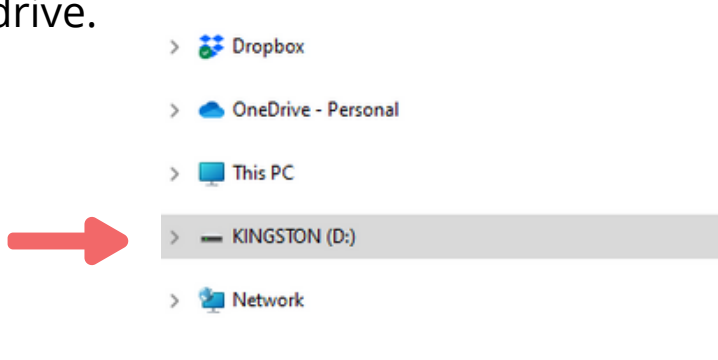 drive.
Dropbox
OneDrive - Personal
This PC
KINGSTON (D:)
Network